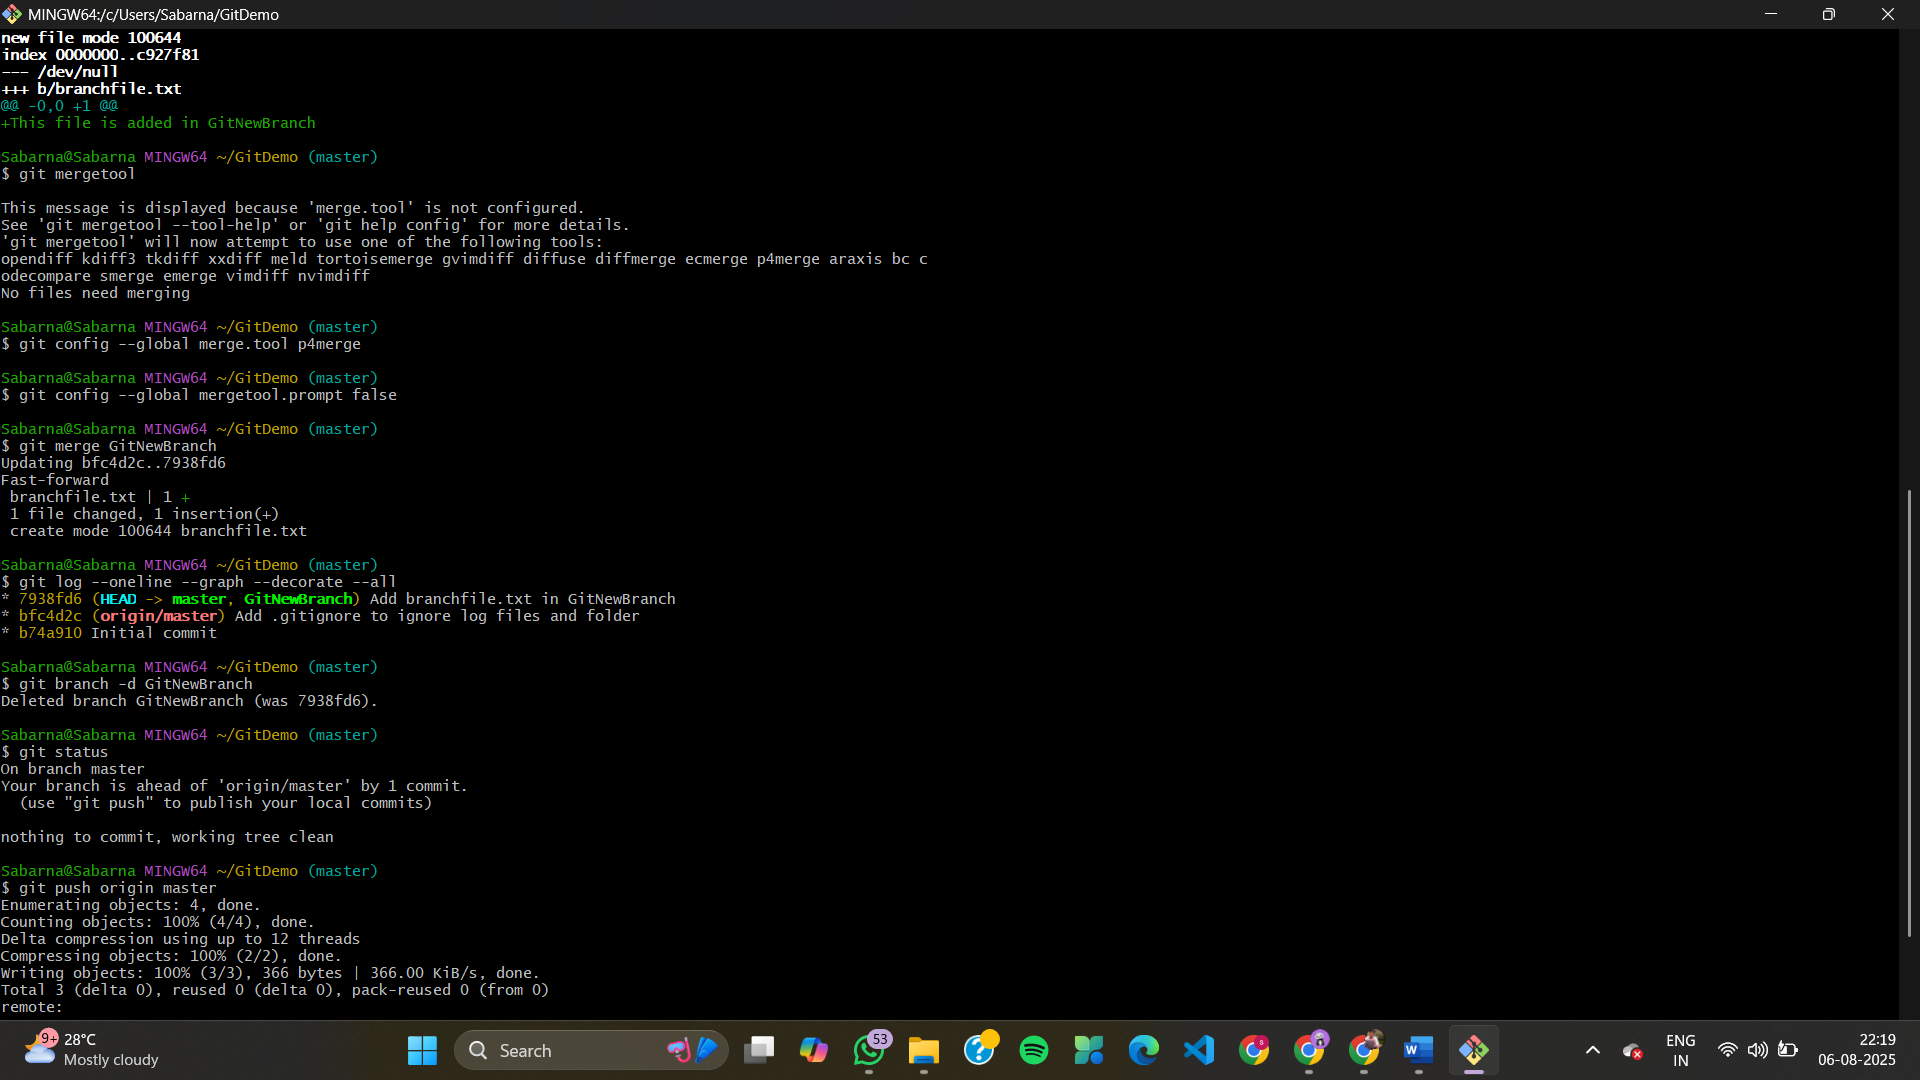 MINGW64:/c/Users/Sabarna/GitDemo
new file mode 100644
index 0000000..c927f81
--- /dev/null
+++ b/branchfile.txt
@@ -0,0 +1 @@
+This file is added in GitNewBranch
Sabarna@Sabarna MINGW64 ~/GitDemo (master)
$ git mergetool
This message is displayed because 'merge.tool' is not configured.
See 'git mergetool --tool-help' or 'git help config' for more details.
'git mergetool' will now attempt to use one of the following tools:
opendiff kdiff3 tkdiff xxdiff meld tortoisemerge gvimdiff diffuse diffmerge ecmerge p4merge araxis bc c
odecompare smerge emerge vimdiff nvimdiff
No files need merging
Sabarna@Sabarna MINGW64 ~/GitDemo (master)
$ git config --global merge.tool p4merge
Sabarna@Sabarna MINGW64 ~/GitDemo (master)
$ git config --global mergetool.prompt false
Sabarna@Sabarna MINGW64 ~/GitDemo (master)
$ git merge GitNewBranch
Updating bfc4d2c..7938fd6
Fast-forward
 branchfile.txt | 1 +
 1 file changed, 1 insertion(+)
 create mode 100644 branchfile.txt
Sabarna@Sabarna MINGW64 ~/GitDemo (master)
$ git log --oneline --graph --decorate --all
* 7938fd6 (HEAD -> master, GitNewBranch) Add branchfile.txt in GitNewBranch
* bfc4d2c (origin/master) Add .gitignore to ignore log files and folder
* b74a910 Initial commit
Sabarna@Sabarna MINGW64 ~/GitDemo (master)
$ git branch -d GitNewBranch
Deleted branch GitNewBranch (was 7938fd6).
Sabarna@Sabarna MINGW64 ~/GitDemo (master)
$ git status
On branch master
Your branch is ahead of 'origin/master' by 1 commit.
  (use "git push" to publish your local commits)
nothing to commit, working tree clean
Sabarna@Sabarna MINGW64 ~/GitDemo (master)
$ git push origin master
Enumerating objects: 4, done.
Counting objects: 100% (4/4), done.
Delta compression using up to 12 threads
Compressing objects: 100% (2/2), done.
Writing objects: 100% (3/3), 366 bytes | 366.00 KiB/s, done.
Total 3 (delta 0), reused 0 (delta 0), pack-reused 0 (from 0)
remote:
9+ 28°C
Mostly cloudy
Search
53
ENG
IN
22:19
06-08-2025